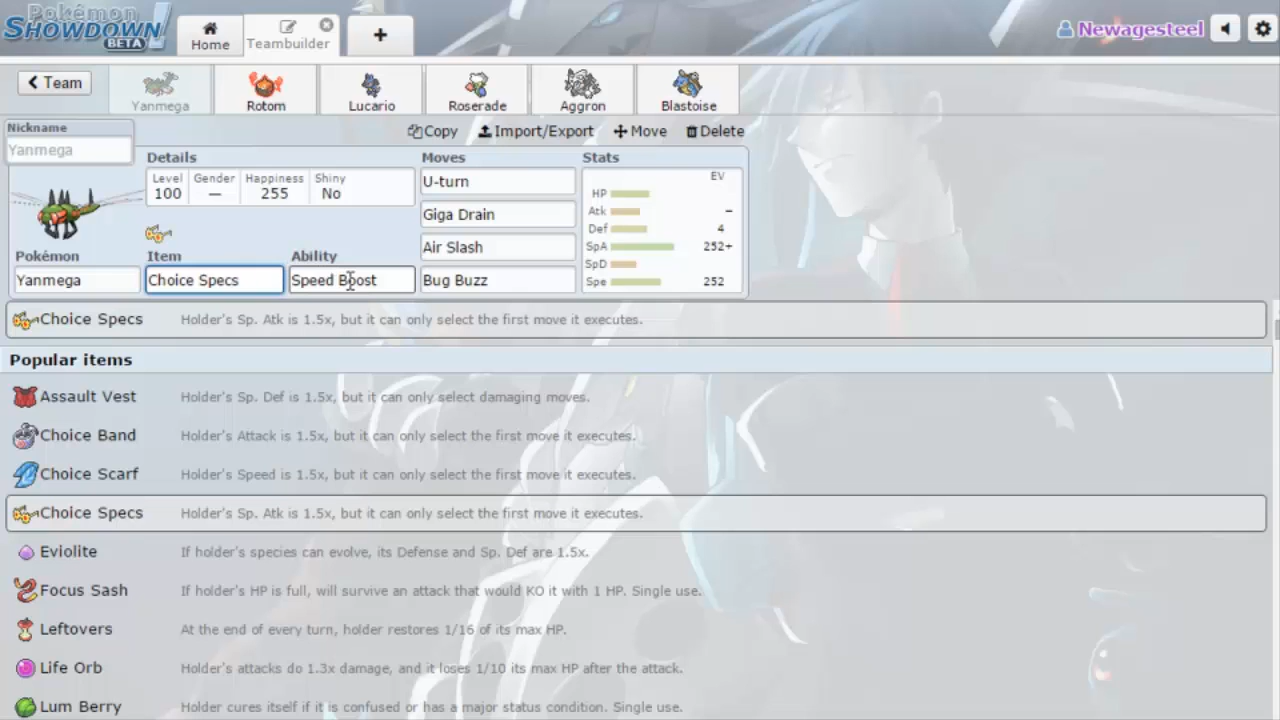 Pokémon
SHOWDOWN!
BETA
Home
Teambuilder
+
Newagesteel
< Team
Yanmega
Rotom
Lucario
Roserade
Aggron
Blastoise
Copy
Import/Export
Move
Delete
Nickname
Yanmega
Details
Level Gender Happiness Shiny
100 — 255 No
Moves
U-turn
Giga Drain
Air Slash
Bug Buzz
Stats
EV
HP
Atk –
Def 4
SpA 252+
SpD
Spe 252
Pokémon Item Ability
Yanmega Choice Specs Speed Boost
Choice Specs Holder's Sp. Atk is 1.5x, but it can only select the first move it executes.
Popular items
Assault Vest Holder's Sp. Def is 1.5x, but it can only select damaging moves.
Choice Band Holder's Attack is 1.5x, but it can only select the first move it executes.
Choice Scarf Holder's Speed is 1.5x, but it can only select the first move it executes.
Choice Specs Holder's Sp. Atk is 1.5x, but it can only select the first move it executes.
Eviolite If holder's species can evolve, its Defense and Sp. Def are 1.5x.
Focus Sash If holder's HP is full, will survive an attack that would KO it with 1 HP. Single use.
Leftovers At the end of every turn, holder restores 1/16 of its max HP.
Life Orb Holder's attacks do 1.3x damage, and it loses 1/10 its max HP after the attack.
Lum Berry Holder cures itself if it is confused or has a major status condition. Single use.